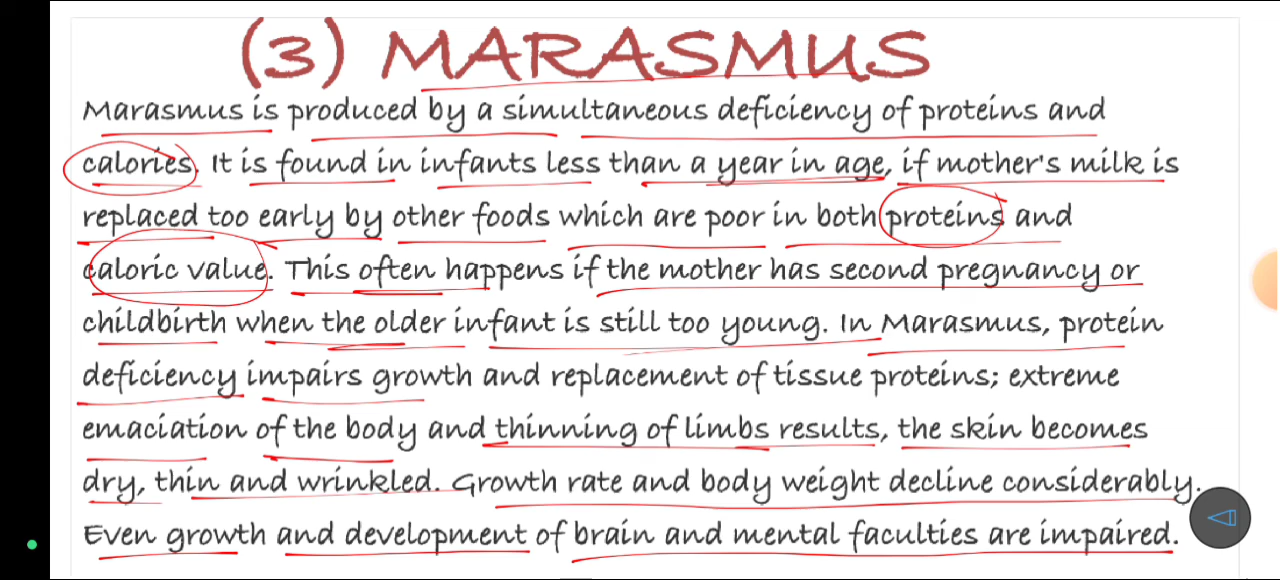 (3) MARASMUS
Marasmus is produced by a simultaneous deficiency of proteins and
calories. It is found in infants less than a year in age, if mother's milk is
replaced too early by other foods which are poor in both proteins and
caloric value. This often happens if the mother has second pregnancy or
childbirth when the older infant is still too young. In Marasmus, protein
deficiency impairs growth and replacement of tissue proteins; extreme
emaciation of the body and thinning of limbs results, the skin becomes
dry, thin and wrinkled. Growth rate and body weight decline considerably.
Even growth and development of brain and mental faculties are impaired.